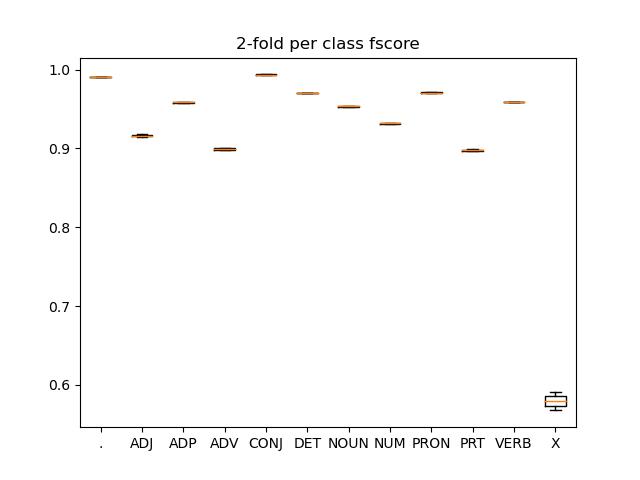 2-fold per class fscore
1.0
0.9
0.8
0.7
0.6
. ADJ ADP ADV CONJ DET NOUN NUM PRON PRT VERB X